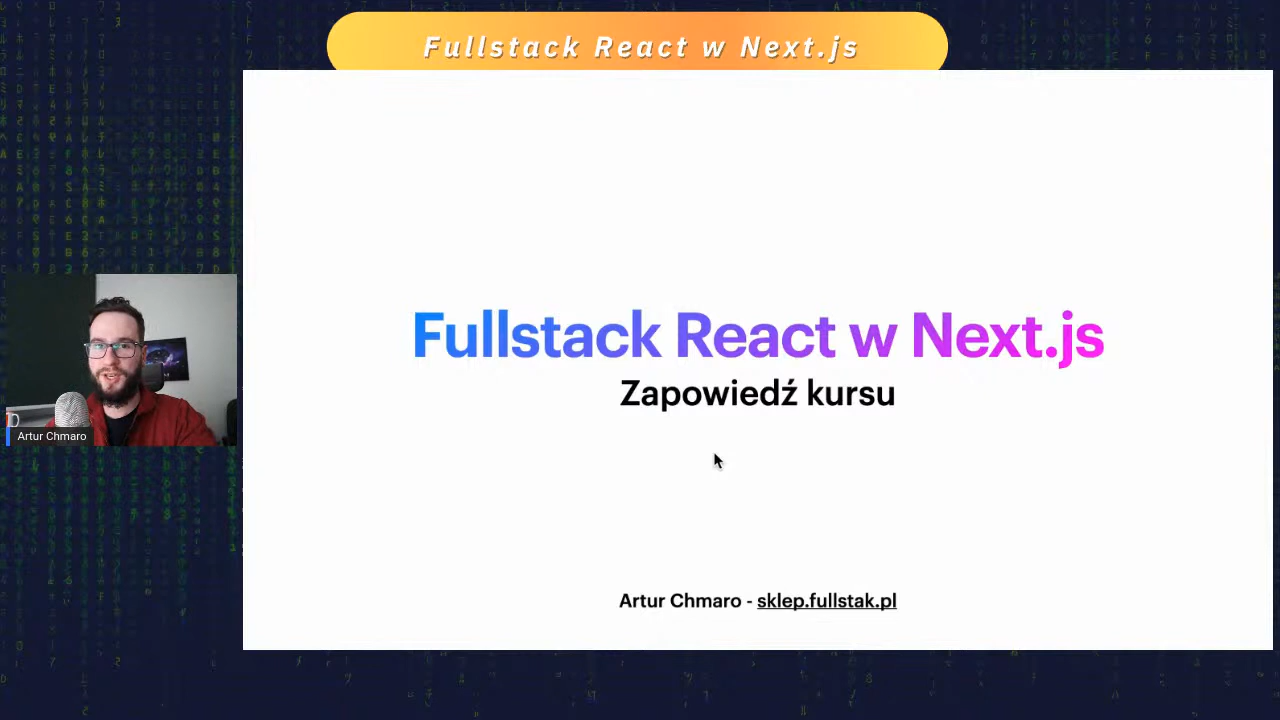 Fullstack React w Next.js
Fullstack React w Next.js
Zapowiedź kursu
Artur Chmaro
Artur Chmaro - sklep.fullstak.pl